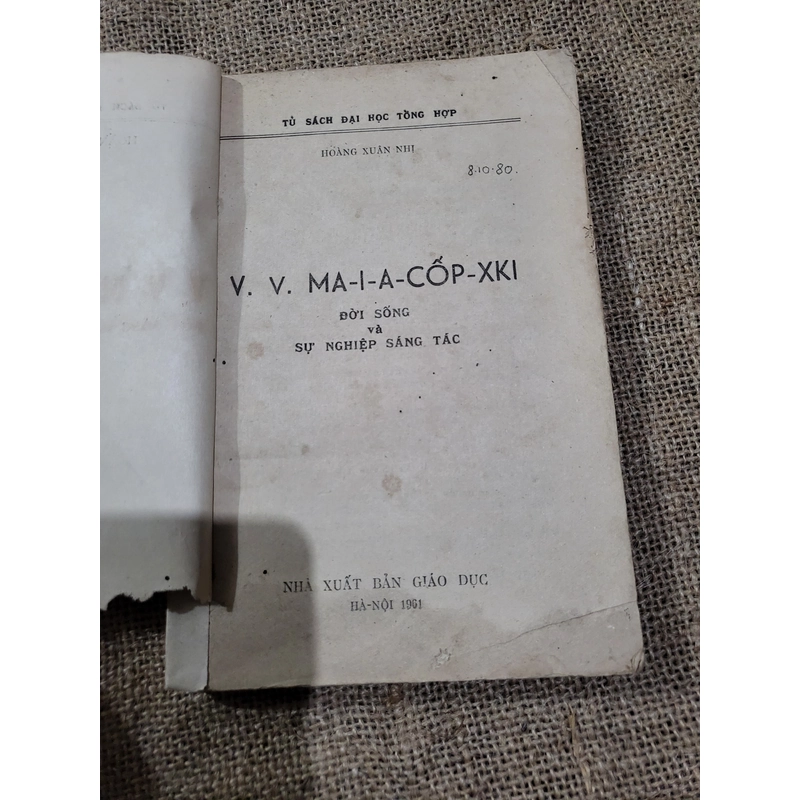 TỦ SÁCH ĐẠI HỌC TỔNG HỢP
HOÀNG XUÂN NHỊ
8.10.80.
V. V. MA-I-A-CỐP-XKI
ĐỜI SỐNG
và
SỰ NGHIỆP SÁNG TÁC
NHÀ XUẤT BẢN GIÁO DỤC
HÀ-NỘI 1961